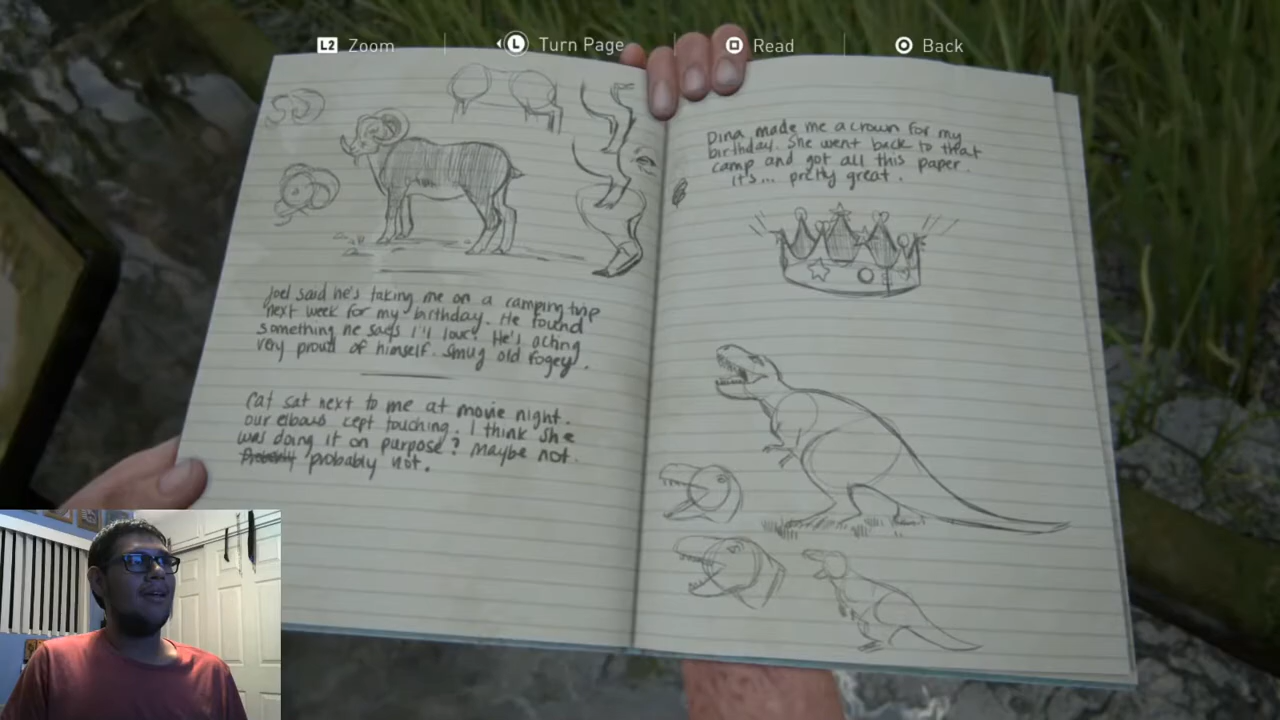 L2 Zoom
L Turn Page
Read
Back
Joel said he's taking me on a camping trip
next week for my birthday. He found
something he says I'll love? He's acting
very proud of himself. Smug old fogey.
Cat sat next to me at movie night.
our elbows kept touching. I think she
was doing it on purpose? Maybe not.
Probably probably not.
Dina made me a crown for my
birthday. She went back to that
camp and got all this paper.
it's... pretty great.